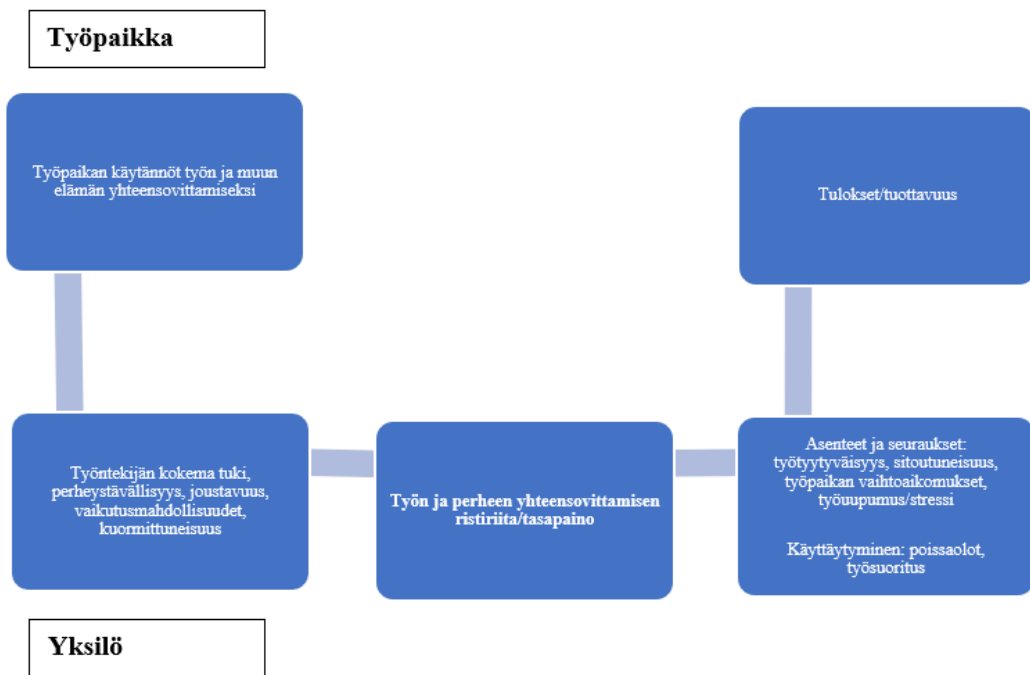 Työpaikka
Työpaikan käytännöt työn ja muun
elämän yhteensovittamiseksi
Tulokset/tuottavuus
Työntekijän kokema tuki,
perheystävällisyys, joustavuus,
vaikutusmahdollisuudet,
kuormittuneisuus
Työn ja perheen yhteensovittamisen
ristiriita/tasapaino
Asenteet ja seuraukset:
työtyytyväisyys, sitoutuneisuus,
työpaikan vaihtoaikomukset,
työuupumus/stressi
Käyttäytyminen: poissaolot,
työsuoritus
Yksilö